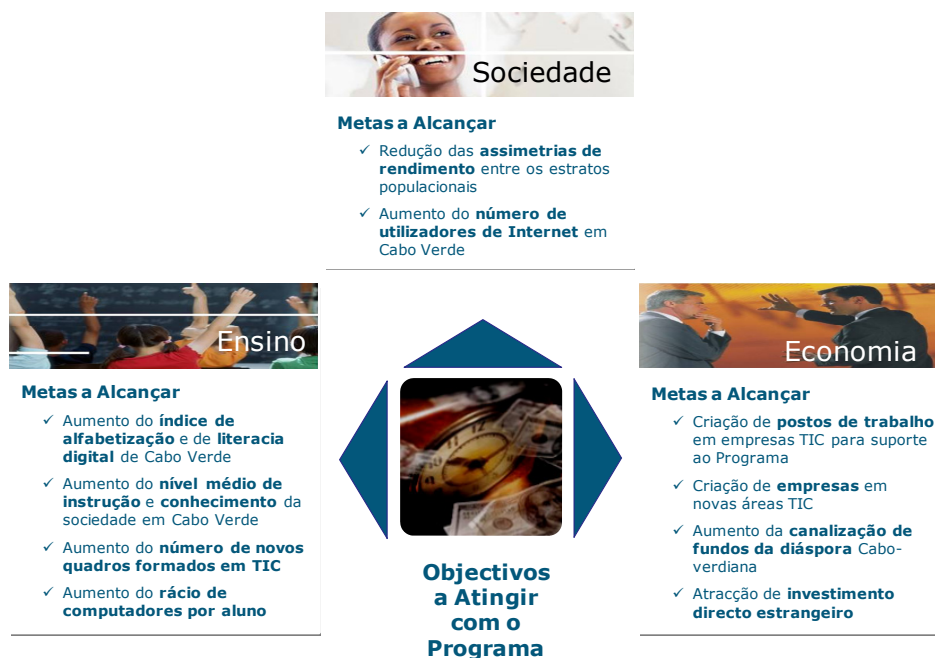 Sociedade
Metas a Alcançar
✓ Redução das assimetrias de
rendimento entre os estratos
populacionais
✓ Aumento do número de
utilizadores de Internet em
Cabo Verde
Ensino
Metas a Alcançar
✓ Aumento do índice de
alfabetização e de literacia
digital de Cabo Verde
✓ Aumento do nível médio de
instrução e conhecimento da
sociedade em Cabo Verde
✓ Aumento do número de novos
quadros formados em TIC
✓ Aumento do rácio de
computadores por aluno
Objectivos
a Atingir
com o
Programa
Economia
Metas a Alcançar
✓ Criação de postos de trabalho
em empresas TIC para suporte
ao Programa
✓ Criação de empresas em
novas áreas TIC
✓ Aumento da canalização de
fundos da diáspora Cabo-
verdiana
✓ Atracção de investimento
directo estrangeiro